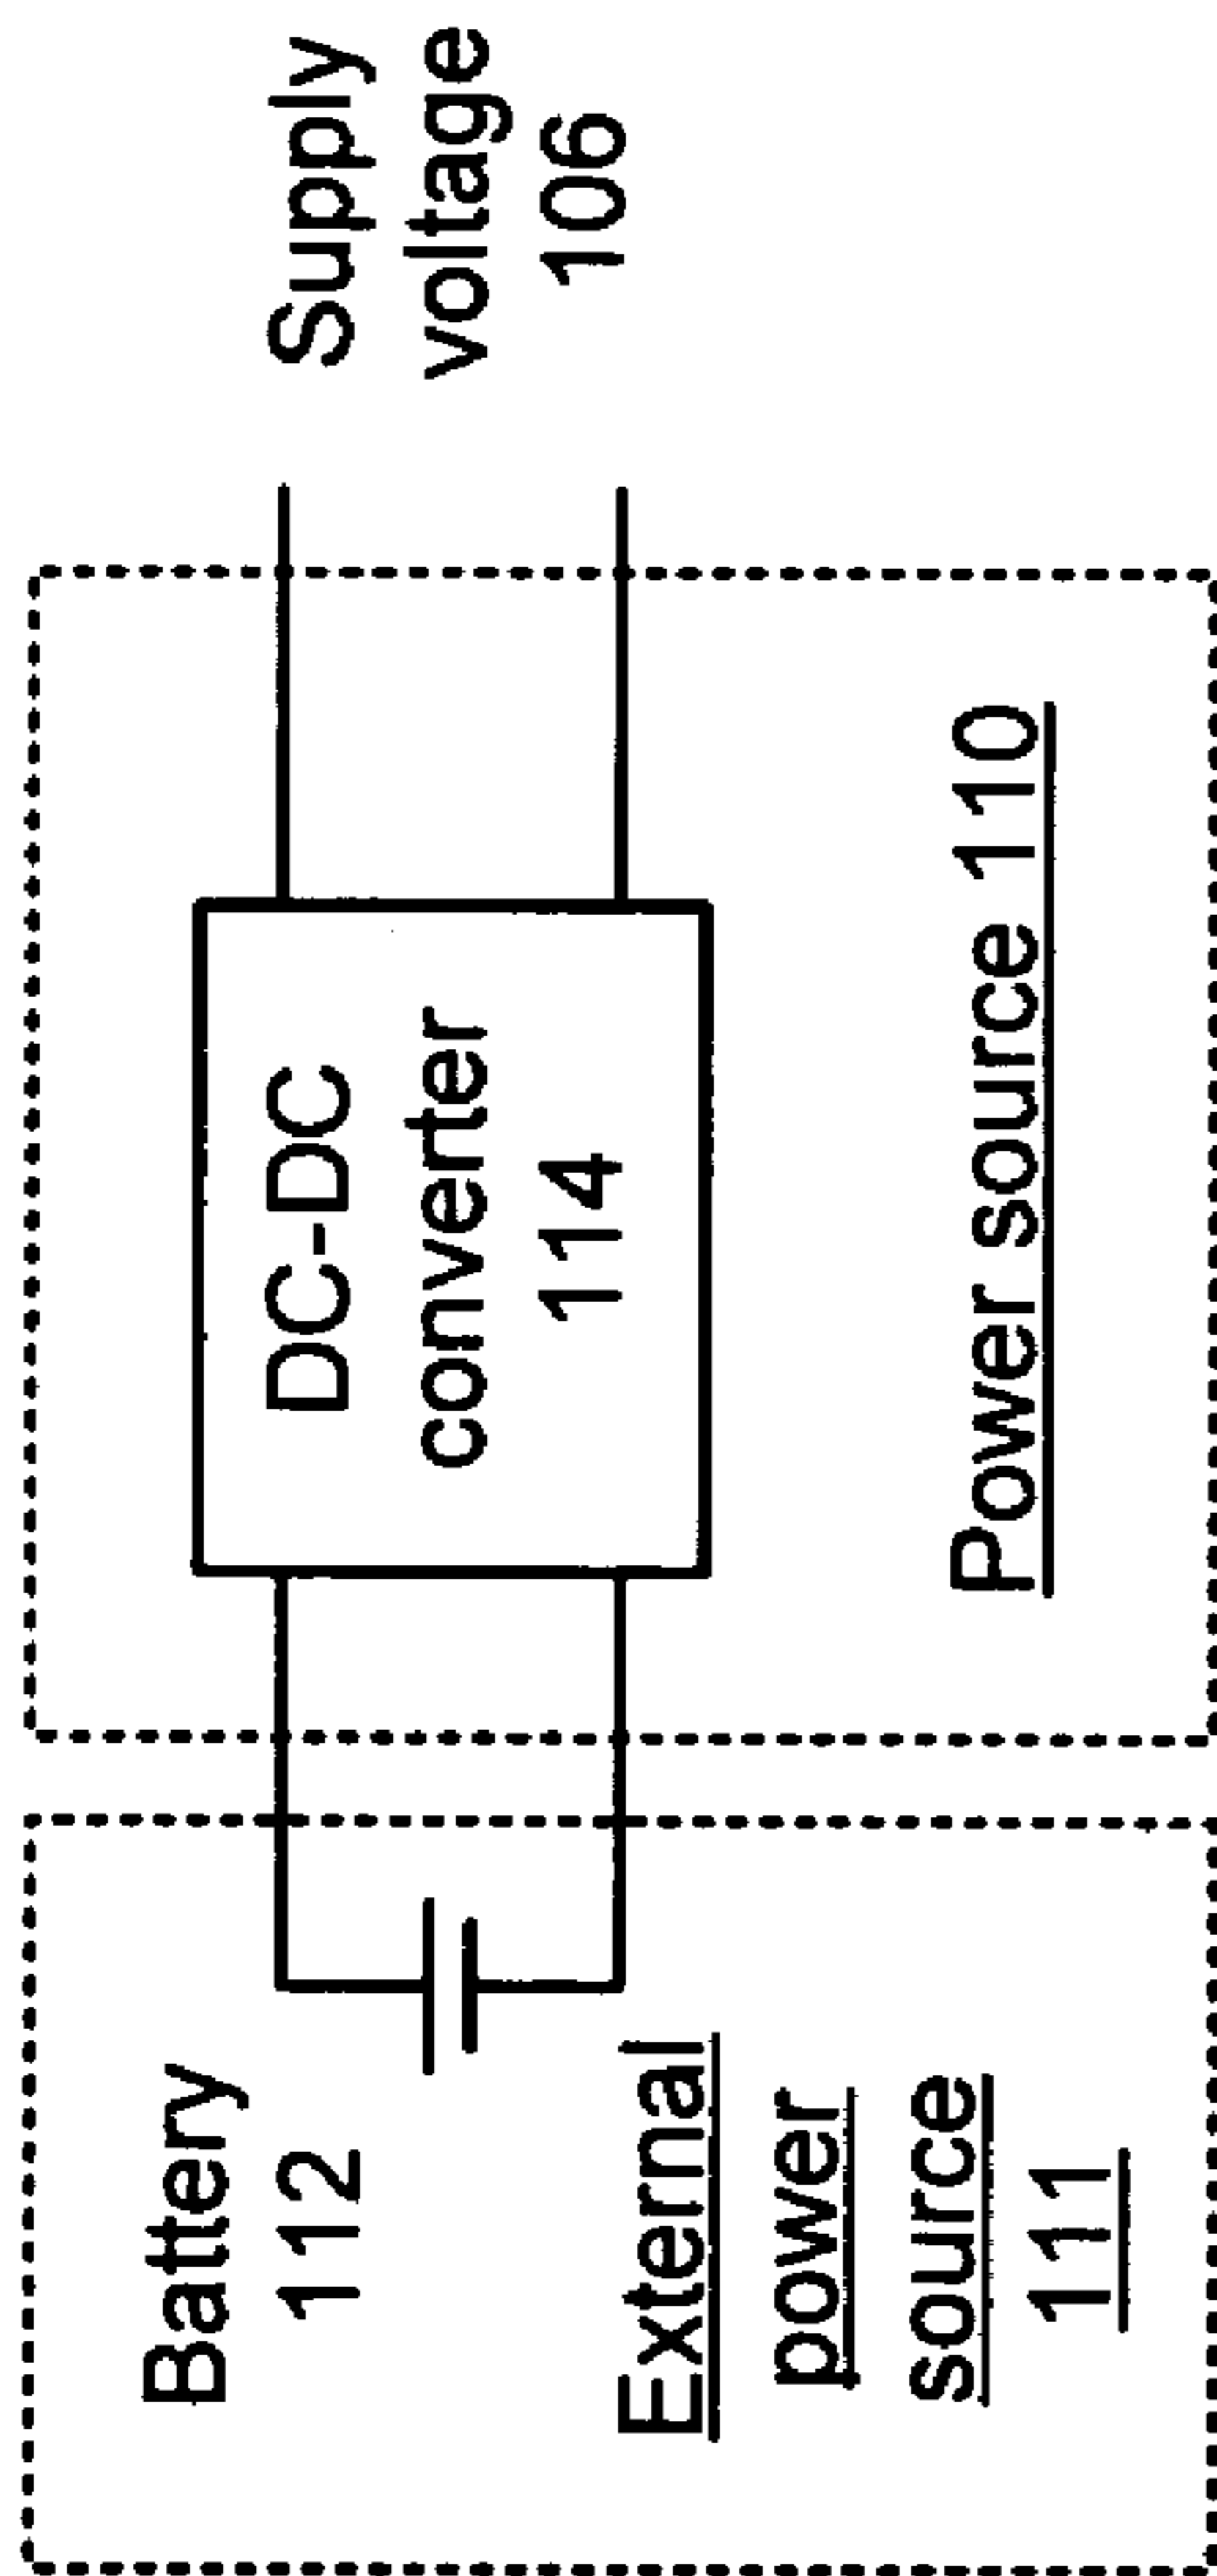 Battery
112
External
power
source
111
DC-DC
converter
114
Power source 110
Supply
voltage
106